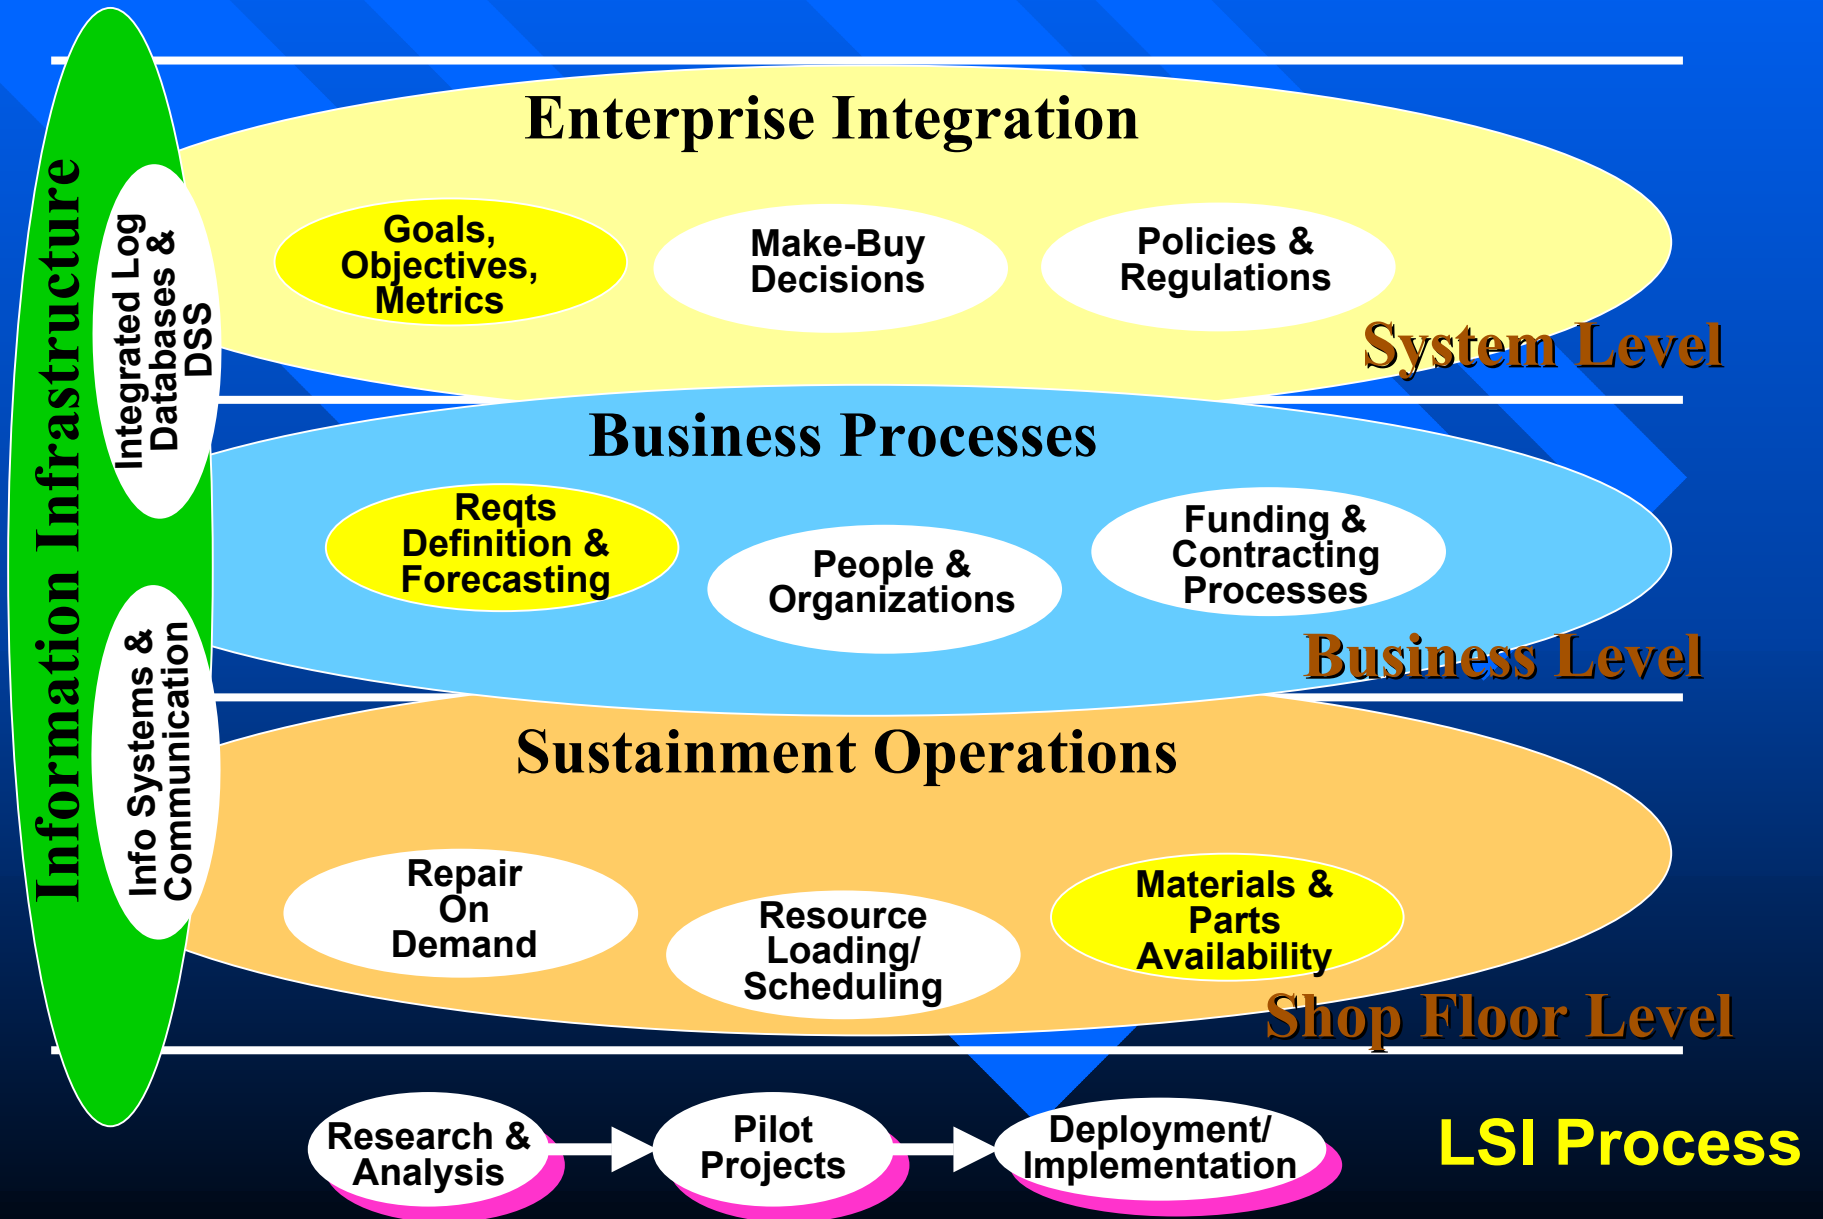 Information Infrastructure
Integrated Log
Databases &
DSS
Info Systems &
Communication
Enterprise Integration
Goals,
Objectives,
Metrics
Make-Buy
Decisions
Policies &
Regulations
System Level
Business Processes
Reqts
Definition &
Forecasting
People &
Organizations
Funding &
Contracting
Processes
Business Level
Sustainment Operations
Repair
On
Demand
Resource
Loading/
Scheduling
Materials &
Parts
Availability
Shop Floor Level
Research &
Analysis
Pilot
Projects
Deployment/
Implementation
LSI Process